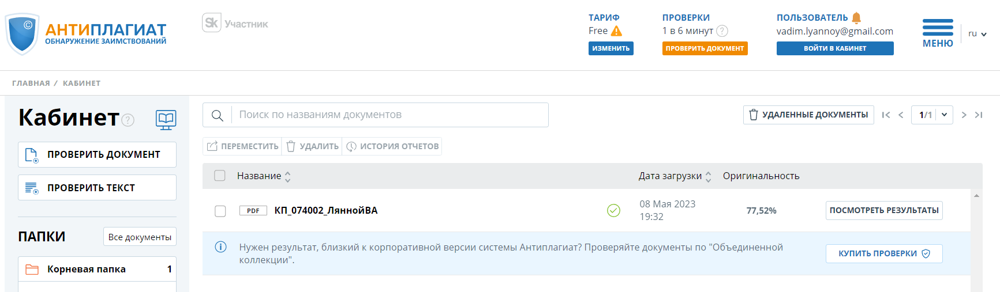 АНТИПЛАГИАТ
ОБНАРУЖЕНИЕ ЗАИМСТВОВАНИЙ
Sk Участник
ТАРИФ
Free
ИЗМЕНИТЬ
ПРОВЕРКИ
1 в 6 минут ?
ПРОВЕРИТЬ ДОКУМЕНТ
ПОЛЬЗОВАТЕЛЬ
vadim.lyannoy@gmail.com
ВОЙТИ В КАБИНЕТ
МЕНЮ
ru
ГЛАВНАЯ / КАБИНЕТ
Кабинет ?
ПРОВЕРИТЬ ДОКУМЕНТ
ПРОВЕРИТЬ ТЕКСТ
ПАПКИ Все документы
Корневая папка 1
Поиск по названиям документов
УДАЛЕННЫЕ ДОКУМЕНТЫ 1/1
ПЕРЕМЕСТИТЬ УДАЛИТЬ ИСТОРИЯ ОТЧЕТОВ
Название Дата загрузки Оригинальность
PDF КП_074002_ЛяннойВА 08 Мая 2023
19:32 77,52% ПОСМОТРЕТЬ РЕЗУЛЬТАТЫ
Нужен результат, близкий к корпоративной версии системы Антиплагиат? Проверяйте документы по "Объединенной
коллекции".
КУПИТЬ ПРОВЕРКИ